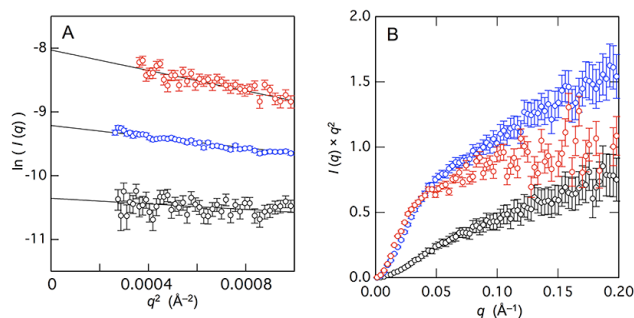 A
ln ( I (q) )
-8
-9
-10
-11
0
0.0004
0.0008
q² (Å⁻²)
B
I (q) × q²
2.0
1.5
1.0
0.5
0.0
0.00
0.05
0.10
0.15
0.20
q (Å⁻¹)